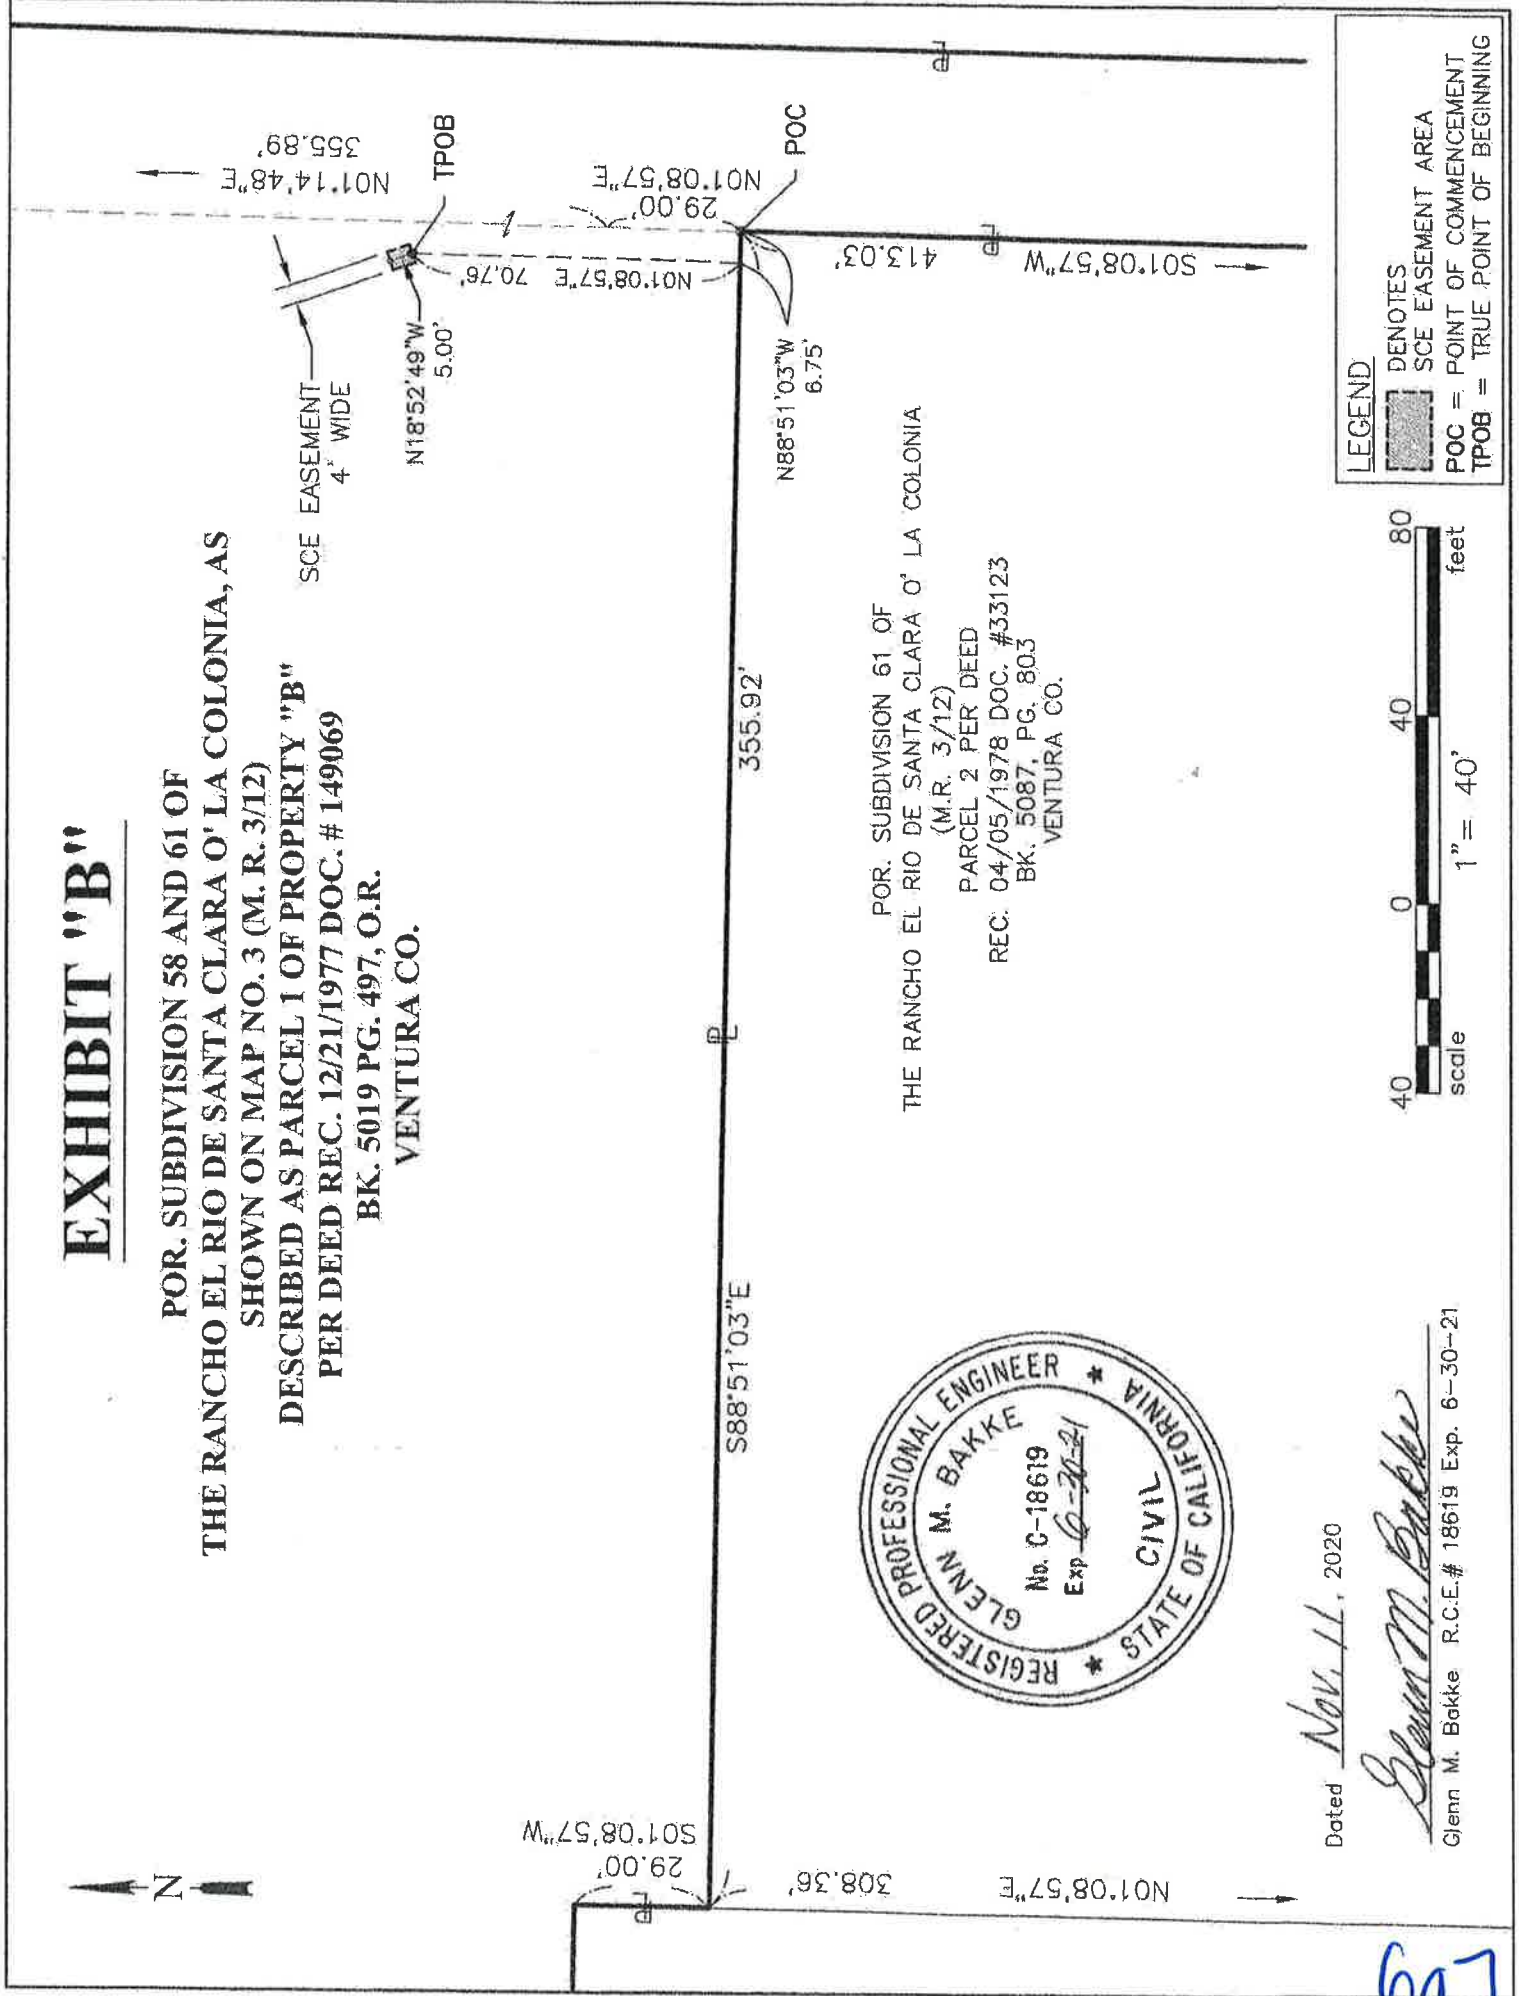 EXHIBIT "B"
POR. SUBDIVISION 58 AND 61 OF
THE RANCHO EL RIO DE SANTA CLARA O' LA COLONIA, AS
SHOWN ON MAP NO. 3 (M. R. 3/12)
DESCRIBED AS PARCEL 1 OF PROPERTY "B"
PER DEED REC. 12/21/1977 DOC. # 149069
BK. 5019 PG. 497, O.R.
VENTURA CO.
N
SCE EASEMENT
4' WIDE
N18°52'49"W
5.00'
N01°14'48"E
355.89'
TPOB
N01°08'57"E 70.76'
N01°08'57"E
29.00'
POC
N88°51'03"W
6.75'
413.03'
S01°08'57"W
PL
PL
S88°51'03"E
PL
355.92'
S01°08'57"W
29.00'
PL
308.36'
N01°08'57"E
POR. SUBDIVISION 61 OF
THE RANCHO EL RIO DE SANTA CLARA O' LA COLONIA
(M.R. 3/12)
PARCEL 2 PER DEED
REC. 04/05/1978 DOC. #33123
BK. 5087, PG. 803
VENTURA CO.
REGISTERED PROFESSIONAL ENGINEER
GLENN M. BAKKE
No. C-18619
Exp. 6-30-21
CIVIL
STATE OF CALIFORNIA
Dated Nov. 11, 2020
Glenn M. Bakke
Glenn M. Bakke R.C.E.# 18619 Exp. 6-30-21
40 0 40 80
scale 1"= 40' feet
LEGEND
DENOTES
SCE EASEMENT AREA
POC = POINT OF COMMENCEMENT
TPOB = TRUE POINT OF BEGINNING